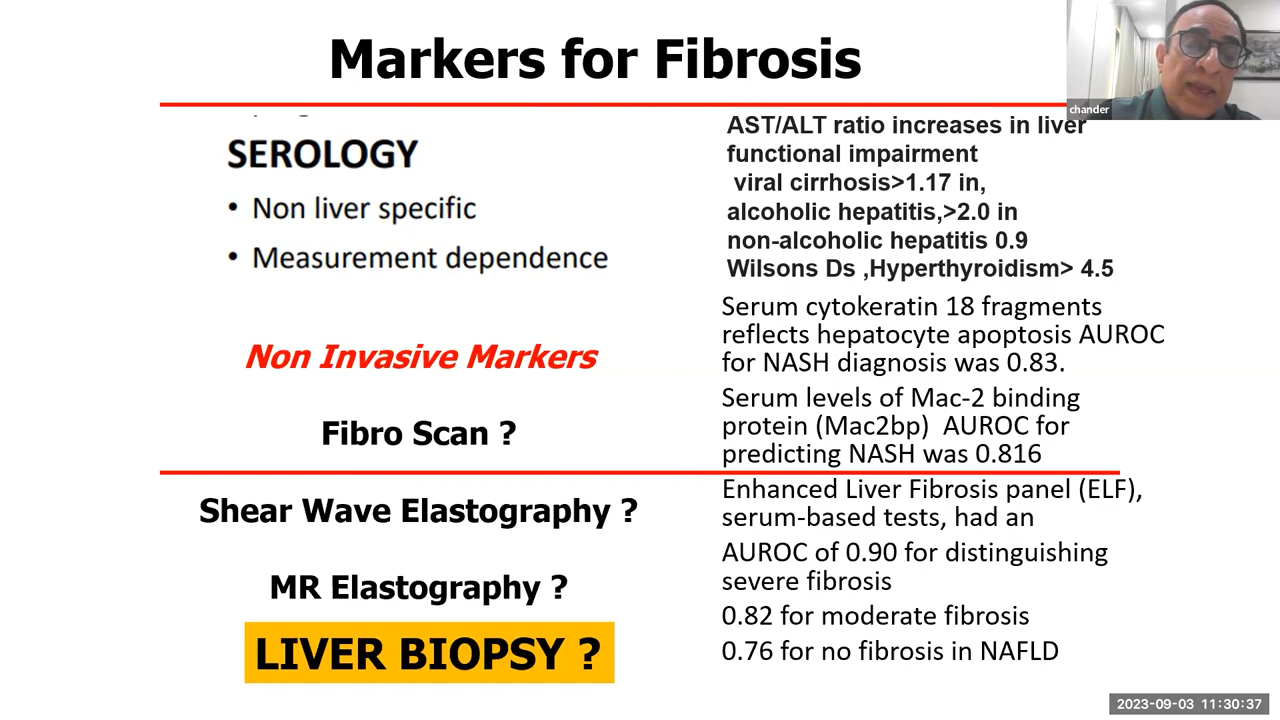 Markers for Fibrosis
chander
SEROLOGY
• Non liver specific
• Measurement dependence
Non Invasive Markers
Fibro Scan ?
Shear Wave Elastography ?
MR Elastography ?
LIVER BIOPSY ?
AST/ALT ratio increases in liver
functional impairment
viral cirrhosis>1.17 in,
alcoholic hepatitis,>2.0 in
non-alcoholic hepatitis 0.9
Wilsons Ds ,Hyperthyroidism> 4.5
Serum cytokeratin 18 fragments
reflects hepatocyte apoptosis AUROC
for NASH diagnosis was 0.83.
Serum levels of Mac-2 binding
protein (Mac2bp) AUROC for
predicting NASH was 0.816
Enhanced Liver Fibrosis panel (ELF),
serum-based tests, had an
AUROC of 0.90 for distinguishing
severe fibrosis
0.82 for moderate fibrosis
0.76 for no fibrosis in NAFLD
2023-09-03 11:30:37